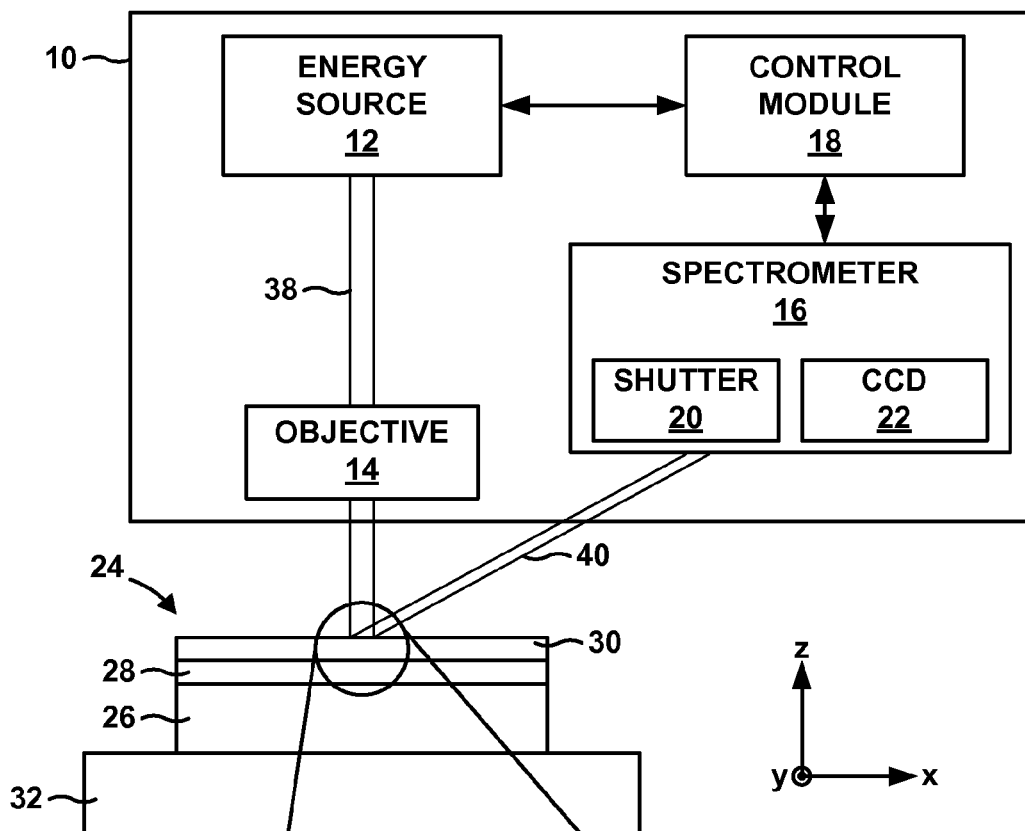 10
ENERGY
SOURCE
12
CONTROL
MODULE
18
SPECTROMETER
16
38
SHUTTER
20
CCD
22
OBJECTIVE
14
40
24
30
28
26
32
z
y
x